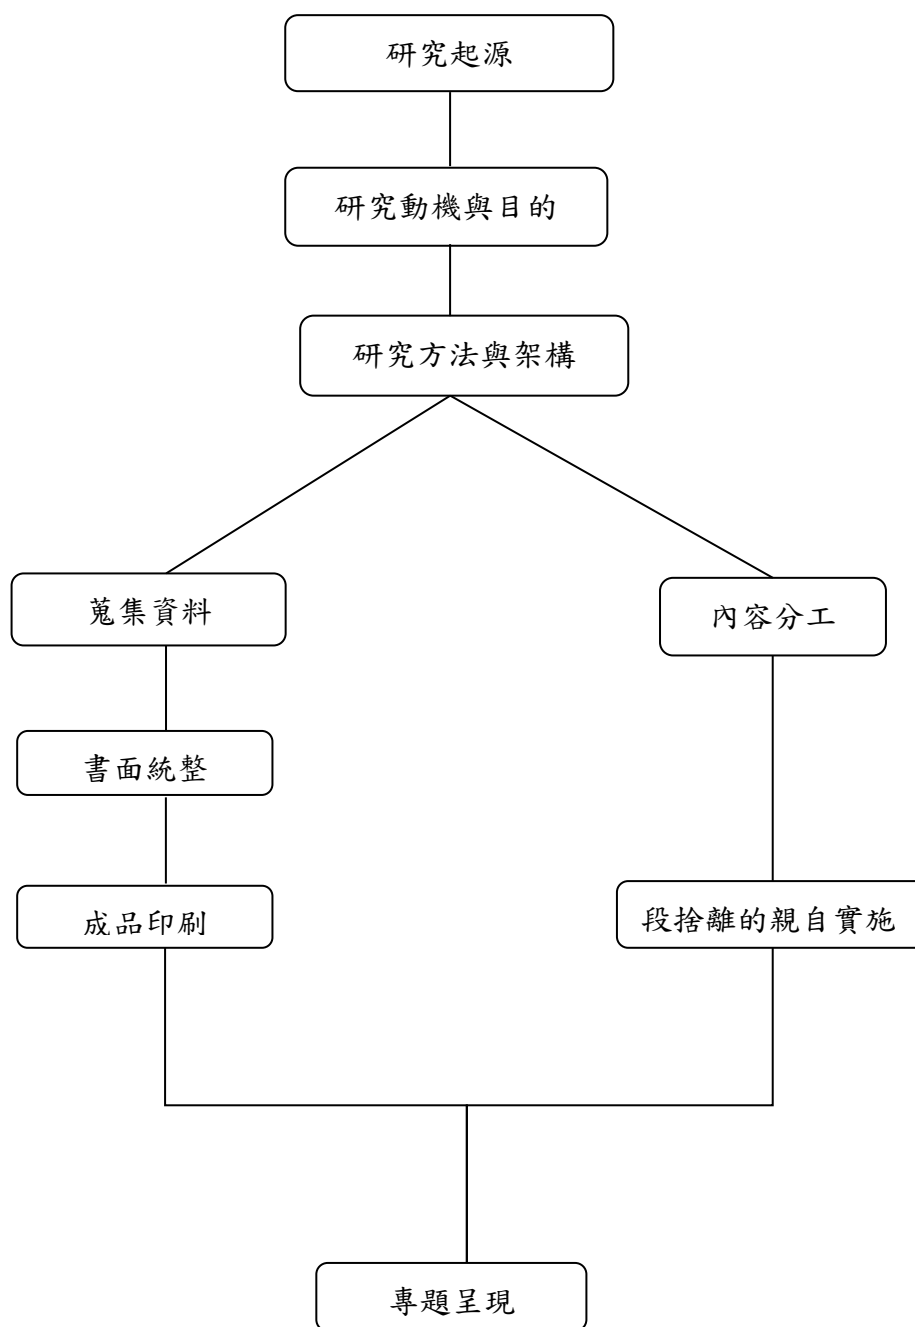 研究起源
研究動機與目的
研究方法與架構
蒐集資料
內容分工
書面統整
成品印刷
段捨離的親自實施
專題呈現